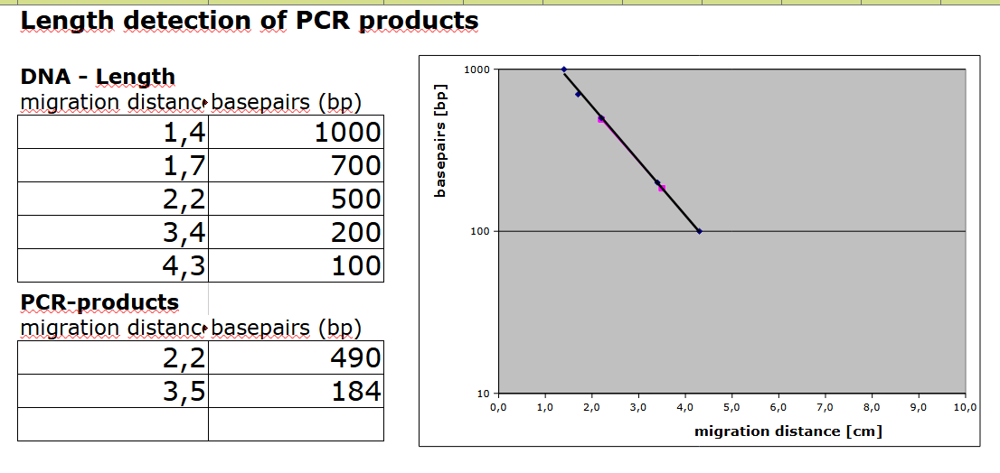 Length detection of PCR products
DNA - Length
migration distance basepairs (bp)
1,4 1000
1,7 700
2,2 500
3,4 200
4,3 100
PCR-products
migration distance basepairs (bp)
2,2 490
3,5 184
basepairs [bp]
1000
100
10
0,0 1,0 2,0 3,0 4,0 5,0 6,0 7,0 8,0 9,0 10,0
migration distance [cm]